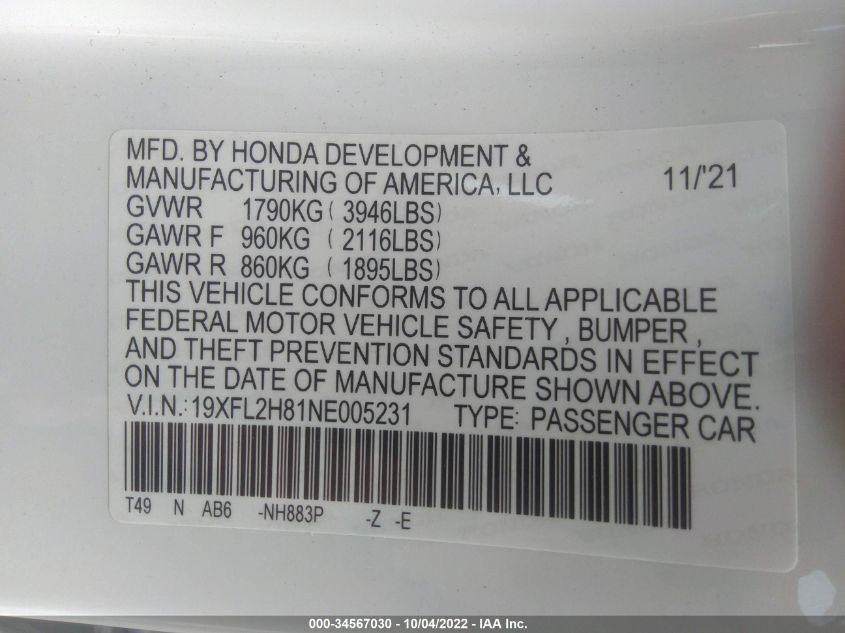 MFD. BY HONDA DEVELOPMENT &
MANUFACTURING OF AMERICA, LLC 11/'21
GVWR 1790KG ( 3946LBS)
GAWR F 960KG ( 2116LBS)
GAWR R 860KG ( 1895LBS)
THIS VEHICLE CONFORMS TO ALL APPLICABLE
FEDERAL MOTOR VEHICLE SAFETY , BUMPER ,
AND THEFT PREVENTION STANDARDS IN EFFECT
ON THE DATE OF MANUFACTURE SHOWN ABOVE.
V.I.N.:19XFL2H81NE005231 TYPE: PASSENGER CAR
T49 N AB6 -NH883P -Z -E
000-34567030 - 10/04/2022 - IAA Inc.